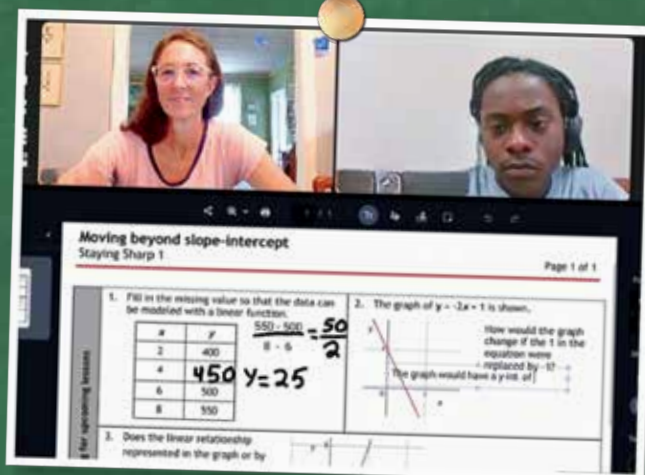 Moving beyond slope-intercept
Staying Sharp 1
Page 1 of 1
for upcoming lessons
1. Fill in the missing value so that the data can
be modeled with a linear function.
x y
2 400
4 450
6 500
8 550
550 - 500 = 50
8 - 6 2
y=25
2. The graph of y = -2x + 1 is shown.
How would the graph
change if the 1 in the
equation were
replaced by -1?
The graph would have a y-int. of
3. Does the linear relationship
represented in the graph or by